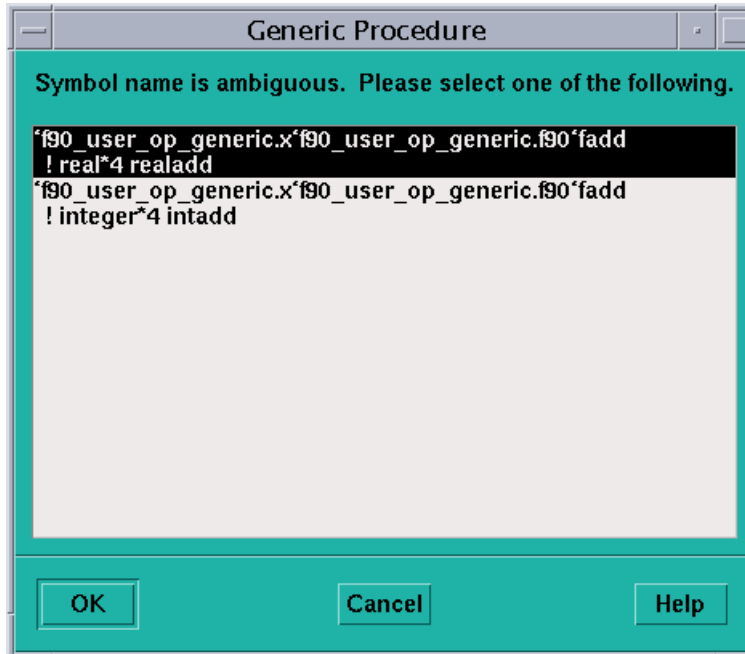 Generic Procedure
Symbol name is ambiguous.  Please select one of the following.
‘f90_user_op_generic.x‘f90_user_op_generic.f90‘fadd
! real*4 realadd
‘f90_user_op_generic.x‘f90_user_op_generic.f90‘fadd
! integer*4 intadd
OK
Cancel
Help